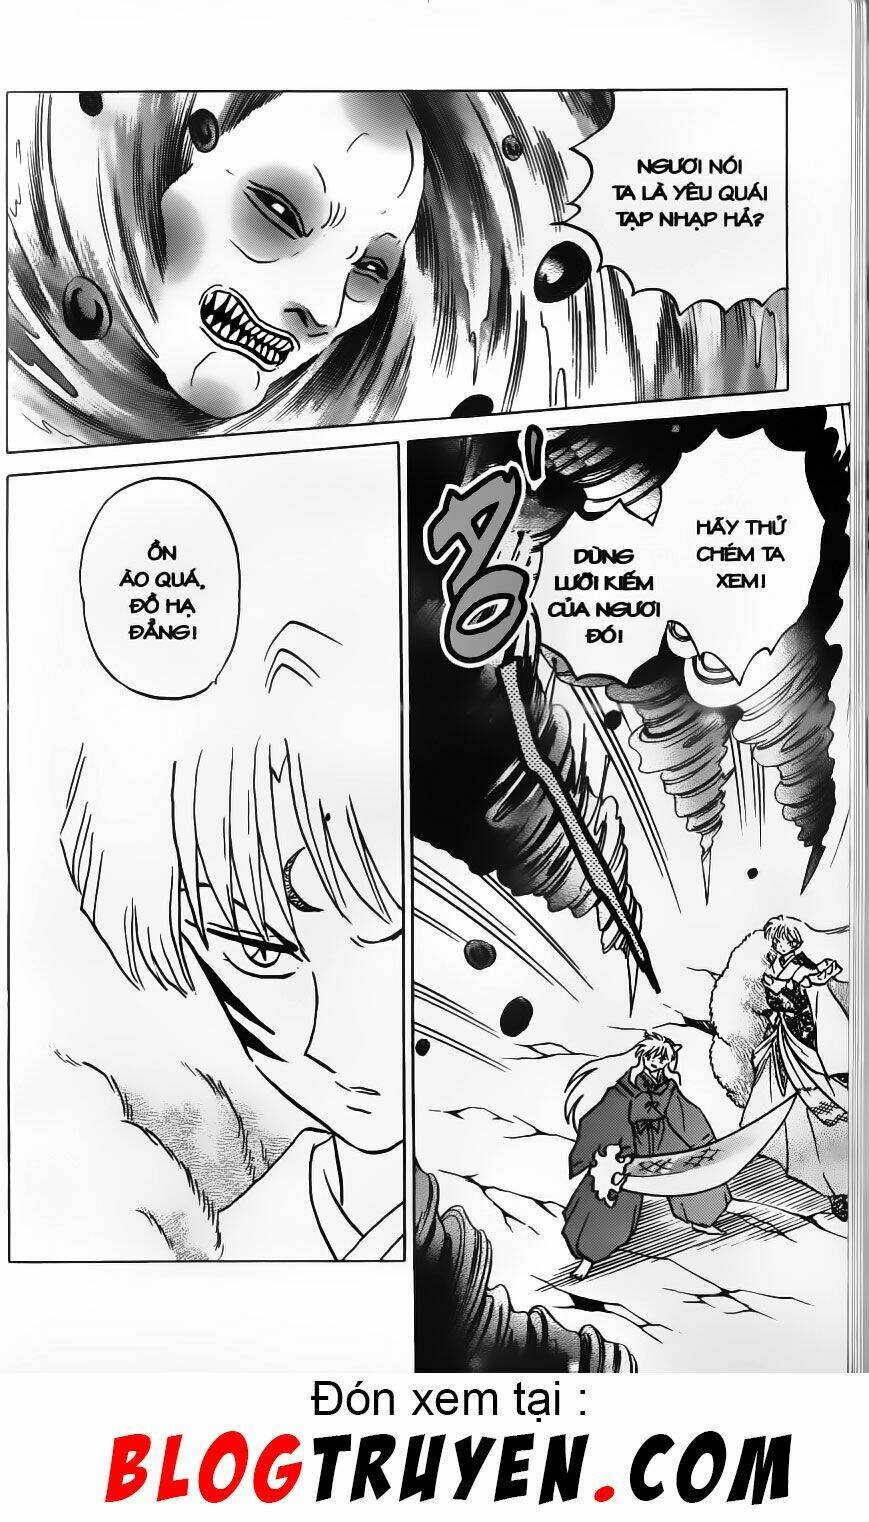 NGƯƠI NÓI
TA LÀ YÊU QUÁI
TẠP NHẠP HẢ?
HÃY THỬ
CHÉM TA
XEM!
DÙNG
LƯỠI KIẾM
CỦA NGƯƠI
ĐÓ!
ÀO
ỒN
ÀO QUÁ,
ĐỒ HẠ
ĐẲNG!
Đón xem tại :
BLOGTRUYEN.COM